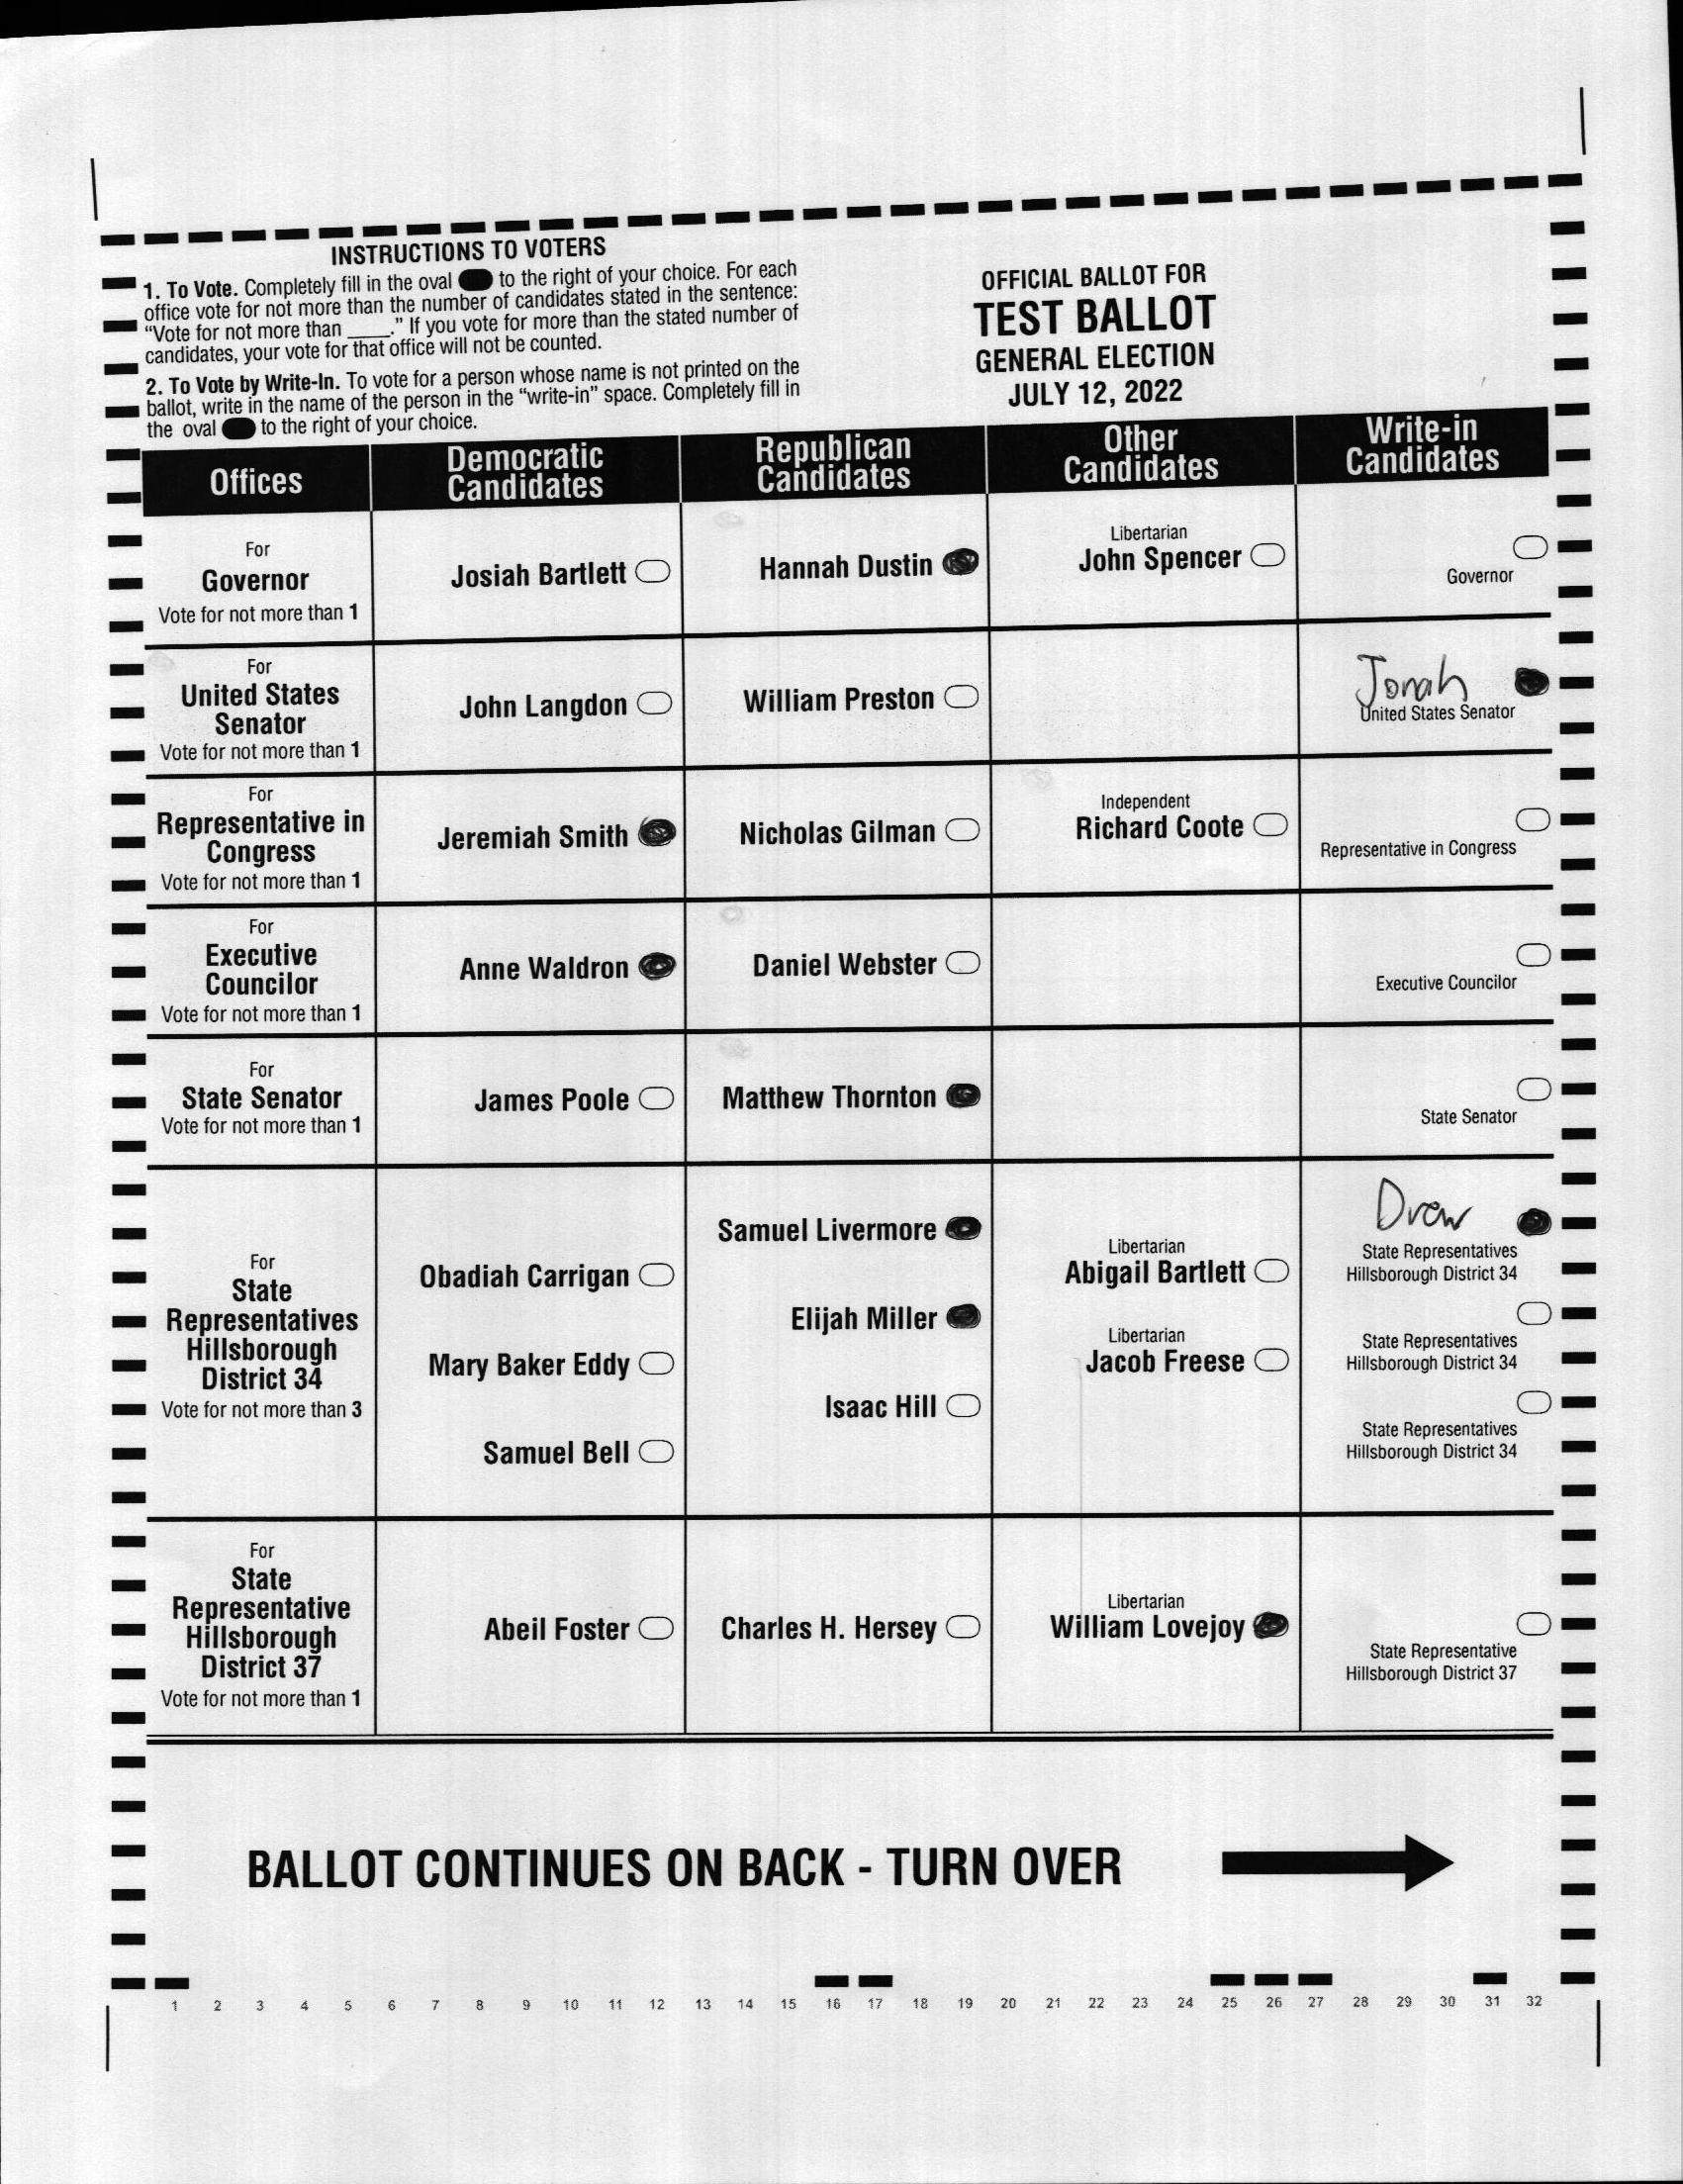 INSTRUCTIONS TO VOTERS
1. To Vote. Completely fill in the oval to the right of your choice. For each
office vote for not more than the number of candidates stated in the sentence:
“Vote for not more than ____.” If you vote for more than the stated number of
candidates, your vote for that office will not be counted.
2. To Vote by Write-In. To vote for a person whose name is not printed on the
ballot, write in the name of the person in the “write-in” space. Completely fill in
the oval to the right of your choice.
OFFICIAL BALLOT FOR
TEST BALLOT
GENERAL ELECTION
JULY 12, 2022
Offices
Democratic
Candidates
Republican
Candidates
Other
Candidates
Write-in
Candidates
For
Governor
Vote for not more than 1
Josiah Bartlett
Hannah Dustin
Libertarian
John Spencer
Governor
For
United States
Senator
Vote for not more than 1
John Langdon
William Preston
Jonah
United States Senator
For
Representative in
Congress
Vote for not more than 1
Jeremiah Smith
Nicholas Gilman
Independent
Richard Coote
Representative in Congress
For
Executive
Councilor
Vote for not more than 1
Anne Waldron
Daniel Webster
Executive Councilor
For
State Senator
Vote for not more than 1
James Poole
Matthew Thornton
State Senator
For
State
Representatives
Hillsborough
District 34
Vote for not more than 3
Obadiah Carrigan
Mary Baker Eddy
Samuel Bell
Samuel Livermore
Elijah Miller
Isaac Hill
Libertarian
Abigail Bartlett
Libertarian
Jacob Freese
Drew
State Representatives
Hillsborough District 34
State Representatives
Hillsborough District 34
State Representatives
Hillsborough District 34
For
State
Representative
Hillsborough
District 37
Vote for not more than 1
Abeil Foster
Charles H. Hersey
Libertarian
William Lovejoy
State Representative
Hillsborough District 37
BALLOT CONTINUES ON BACK - TURN OVER
1 2 3 4 5 6 7 8 9 10 11 12 13 14 15 16 17 18 19 20 21 22 23 24 25 26 27 28 29 30 31 32